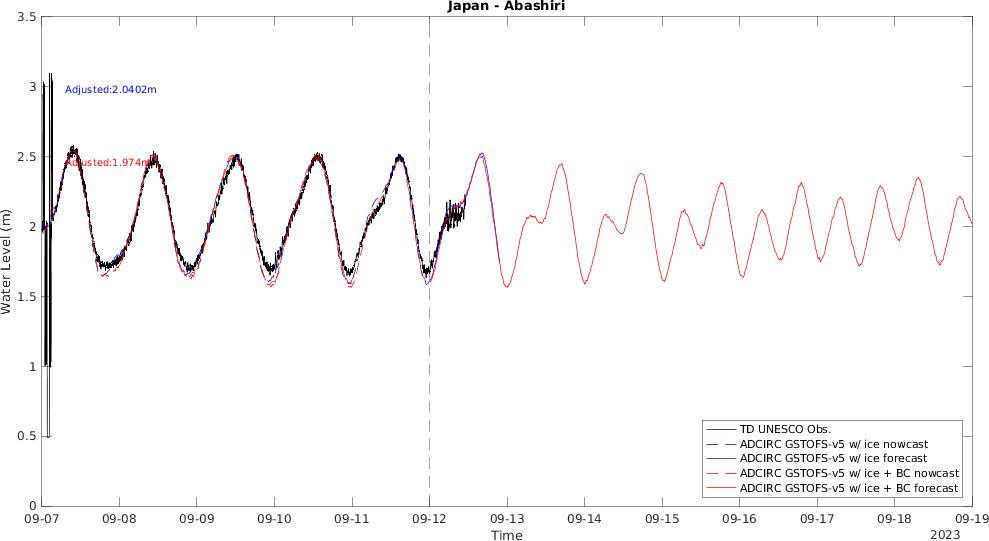 Japan - Abashiri
3.5
3
2.5
2
1.5
1
0.5
0
Water Level (m)
Adjusted:2.0402m
Adjusted:1.974m
TD UNESCO Obs.
ADCIRC GSTOFS-v5 w/ ice nowcast
ADCIRC GSTOFS-v5 w/ ice forecast
ADCIRC GSTOFS-v5 w/ ice + BC nowcast
ADCIRC GSTOFS-v5 w/ ice + BC forecast
09-07 09-08 09-09 09-10 09-11 09-12 09-13 09-14 09-15 09-16 09-17 09-18 09-19
Time
2023